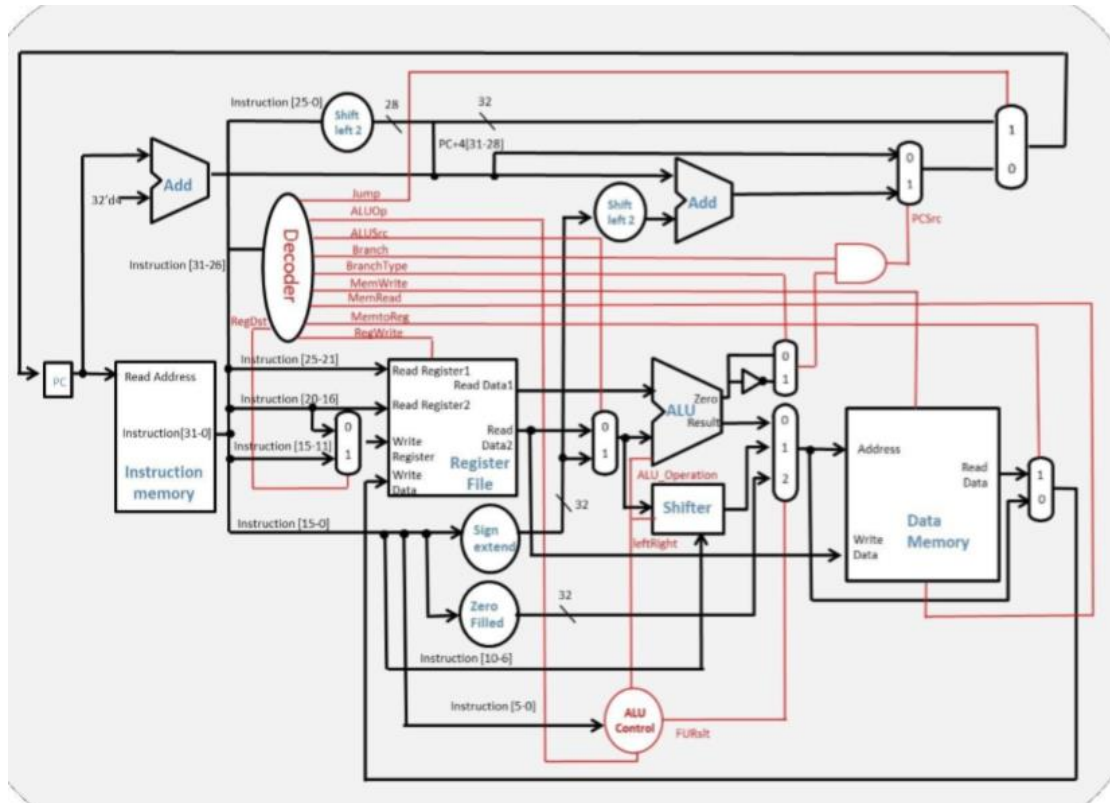 Instruction [25-0]
Shift
left 2
28
32
1
0
PC+4[31-28]
0
1
Add
32'd4
Shift
left 2
Add
PCSrc
Decoder
Jump
ALUOp
ALUSrc
Branch
BranchType
MemWrite
MemRead
MemtoReg
RegWrite
RegDst
Instruction [31-26]
PC
Read Address
Instruction[31-0]
Instruction
memory
Instruction [25-21]
Instruction [20-16]
Instruction [15-11]
0
1
Read Register1
Read Data1
Read Register2
Read
Data2
Write
Register
Register
File
Write
Data
0
1
ALU
Zero
Result
0
1
0
1
2
ALU_Operation
Shifter
leftRight
Address
Read
Data
Data
Memory
Write
Data
1
0
Instruction [15-0]
Sign
extend
32
Zero
Filled
32
Instruction [10-6]
Instruction [5-0]
ALU
Control
FURslt